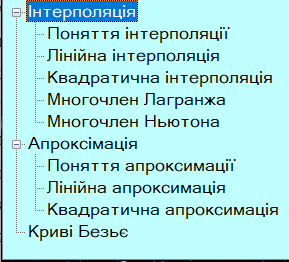 Інтерполяція
Поняття інтерполяції
Лінійна інтерполяція
Квадратична інтерполяція
Многочлен Лагранжа
Многочлен Ньютона
Апроксімація
Поняття апроксимації
Лінійна апроксимація
Квадратична апроксимація
Криві Безьє